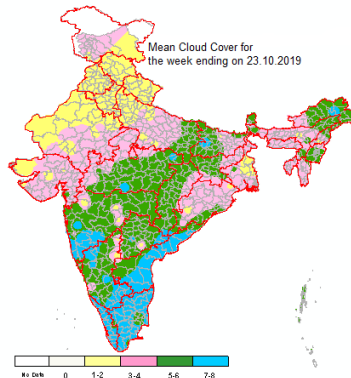 Mean Cloud Cover for
the week ending on 23.10.2019
No Data 0 1-2 3-4 5-6 7-8